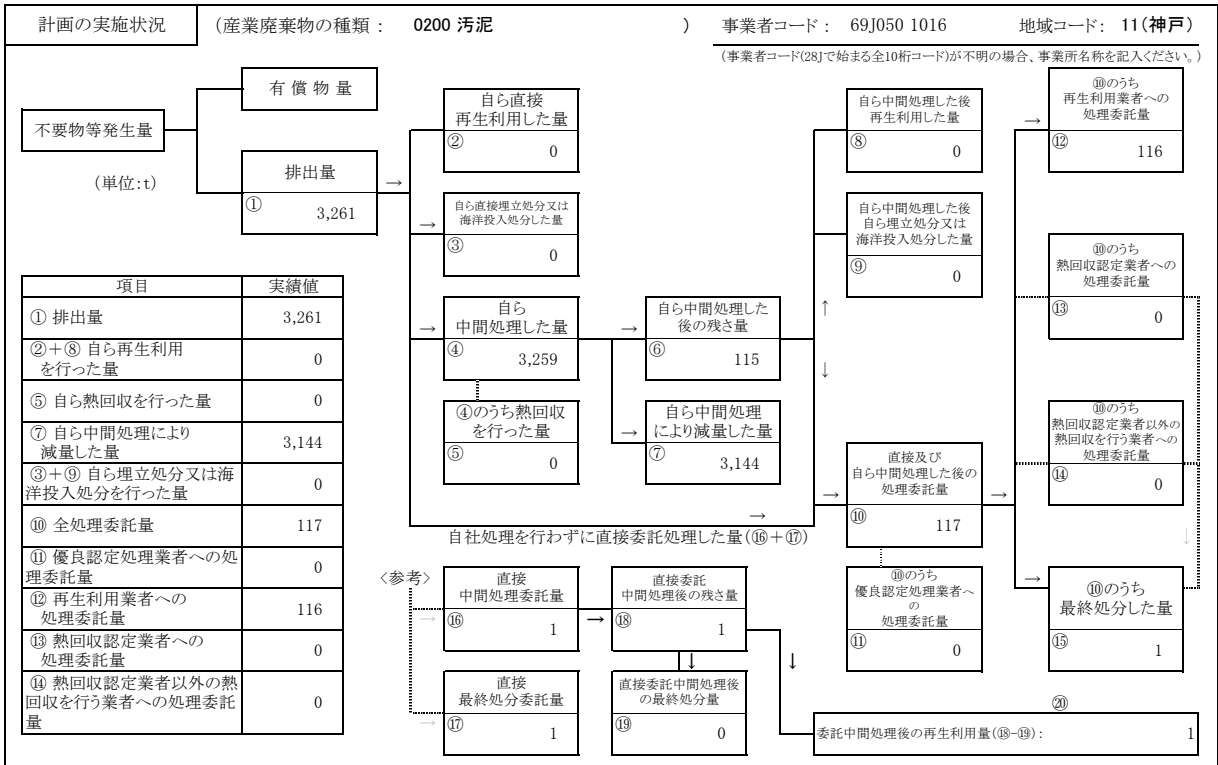 計画の実施状況
(産業廃棄物の種類： 0200 汚泥 )
事業者コード： 69J050 1016
地域コード： 11(神戸)
(事業者コード(28Jで始まる全10桁コード)が不明の場合、事業所名称を記入ください。)
不要物等発生量
(単位:t)
有償物量
排出量
① 3,261
→
自ら直接
再生利用した量
② 0
→
自ら直接埋立処分又は
海洋投入処分した量
③ 0
→
自ら
中間処理した量
④ 3,259
④のうち熱回収
を行った量
⑤ 0
→
自ら中間処理した
後の残さ量
⑥ 115
→
自ら中間処理
により減量した量
⑦ 3,144
自ら中間処理した後
再生利用した量
⑧ 0
自ら中間処理した後
自ら埋立処分又は
海洋投入処分した量
⑨ 0
↑
↓
→
直接及び
自ら中間処理した後の
処理委託量
⑩ 117
→
⑩のうち
優良認定処理業者へ
の
処理委託量
⑪ 0
→
⑩のうち
再生利用業者への
処理委託量
⑫ 116
⑩のうち
熱回収認定業者への
処理委託量
⑬ 0
⑩のうち
熱回収認定業者以外の
熱回収を行う業者への
処理委託量
⑭ 0
↓
→
⑩のうち
最終処分した量
⑮ 1
→
自社処理を行わずに直接委託処理した量(⑯＋⑰)
項目 実績値
① 排出量 3,261
②＋⑧ 自ら再生利用
を行った量 0
⑤ 自ら熱回収を行った量 0
⑦ 自ら中間処理により
減量した量 3,144
③＋⑨ 自ら埋立処分又は海
洋投入処分を行った量 0
⑩ 全処理委託量 117
⑪ 優良認定処理業者への処
理委託量 0
⑫ 再生利用業者への
処理委託量 116
⑬ 熱回収認定業者への
処理委託量 0
⑭ 熱回収認定業者以外の熱
回収を行う業者への処理委託
量 0
〈参考〉
→
直接
中間処理委託量
⑯ 1
→
直接委託
中間処理後の残さ量
⑱ 1
→
直接
最終処分委託量
⑰ 1
↓
直接委託中間処理後
の最終処分量
⑲ 0
↓
⑳
委託中間処理後の再生利用量(⑱-⑲)： 1